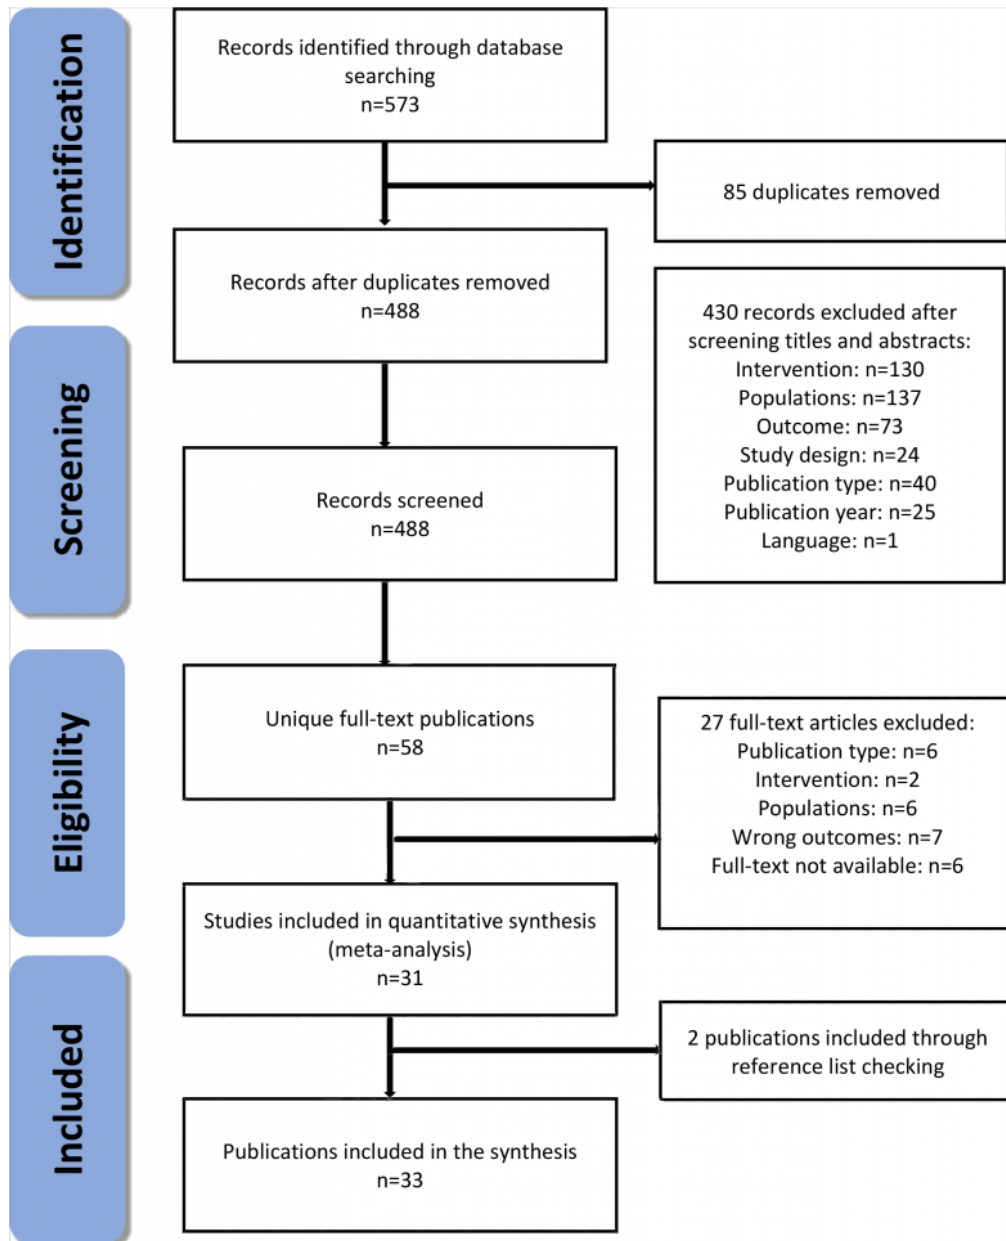 Identification
Records identified through database
searching
n=573
85 duplicates removed
Records after duplicates removed
n=488
Screening
430 records excluded after
screening titles and abstracts:
Intervention: n=130
Populations: n=137
Outcome: n=73
Study design: n=24
Publication type: n=40
Publication year: n=25
Language: n=1
Records screened
n=488
Eligibility
Unique full-text publications
n=58
27 full-text articles excluded:
Publication type: n=6
Intervention: n=2
Populations: n=6
Wrong outcomes: n=7
Full-text not available: n=6
Studies included in quantitative synthesis
(meta-analysis)
n=31
Included
2 publications included through
reference list checking
Publications included in the synthesis
n=33